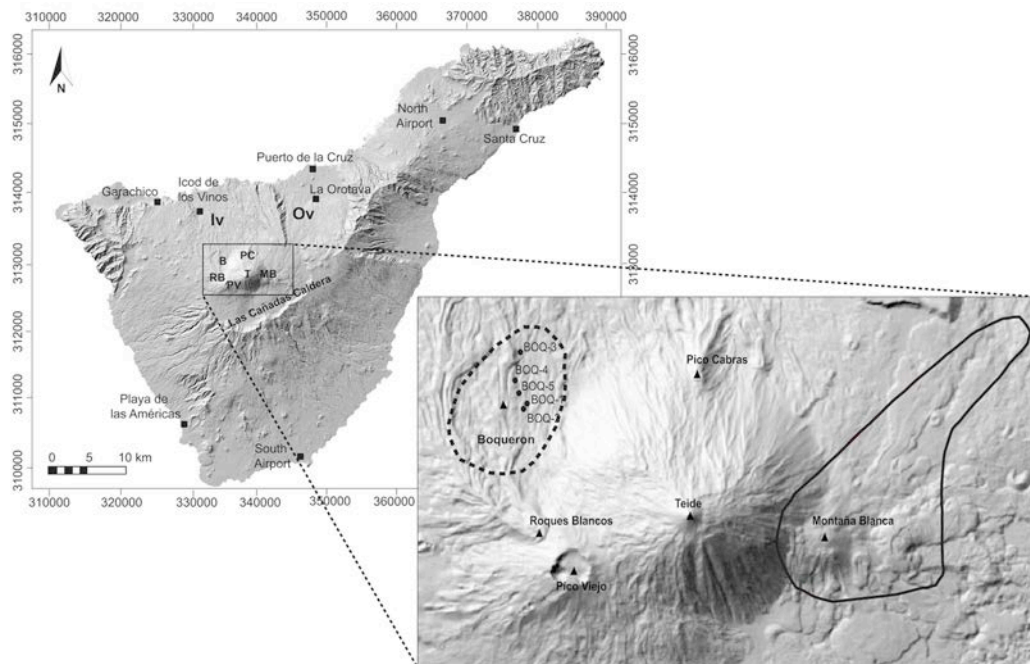 310000 320000 330000 340000 350000 360000 370000 380000 390000
316000
315000
314000
313000
312000
311000
310000
316000
315000
314000
313000
N
North
Airport
Santa Cruz
Puerto de la Cruz
La Orotava
Garachico
Icod de
los Vinos
Iv
Ov
B
PC
RB
T
MB
PV
Las Cañadas Caldera
Playa de
las Américas
South
Airport
0 5 10 km
310000 320000 330000 340000 350000 360000
BOQ-3
BOQ-4
BOQ-5
BOQ-1
BOQ-2
Boqueron
Pico Cabras
Roques Blancos
Teide
Montaña Blanca
Pico Viejo